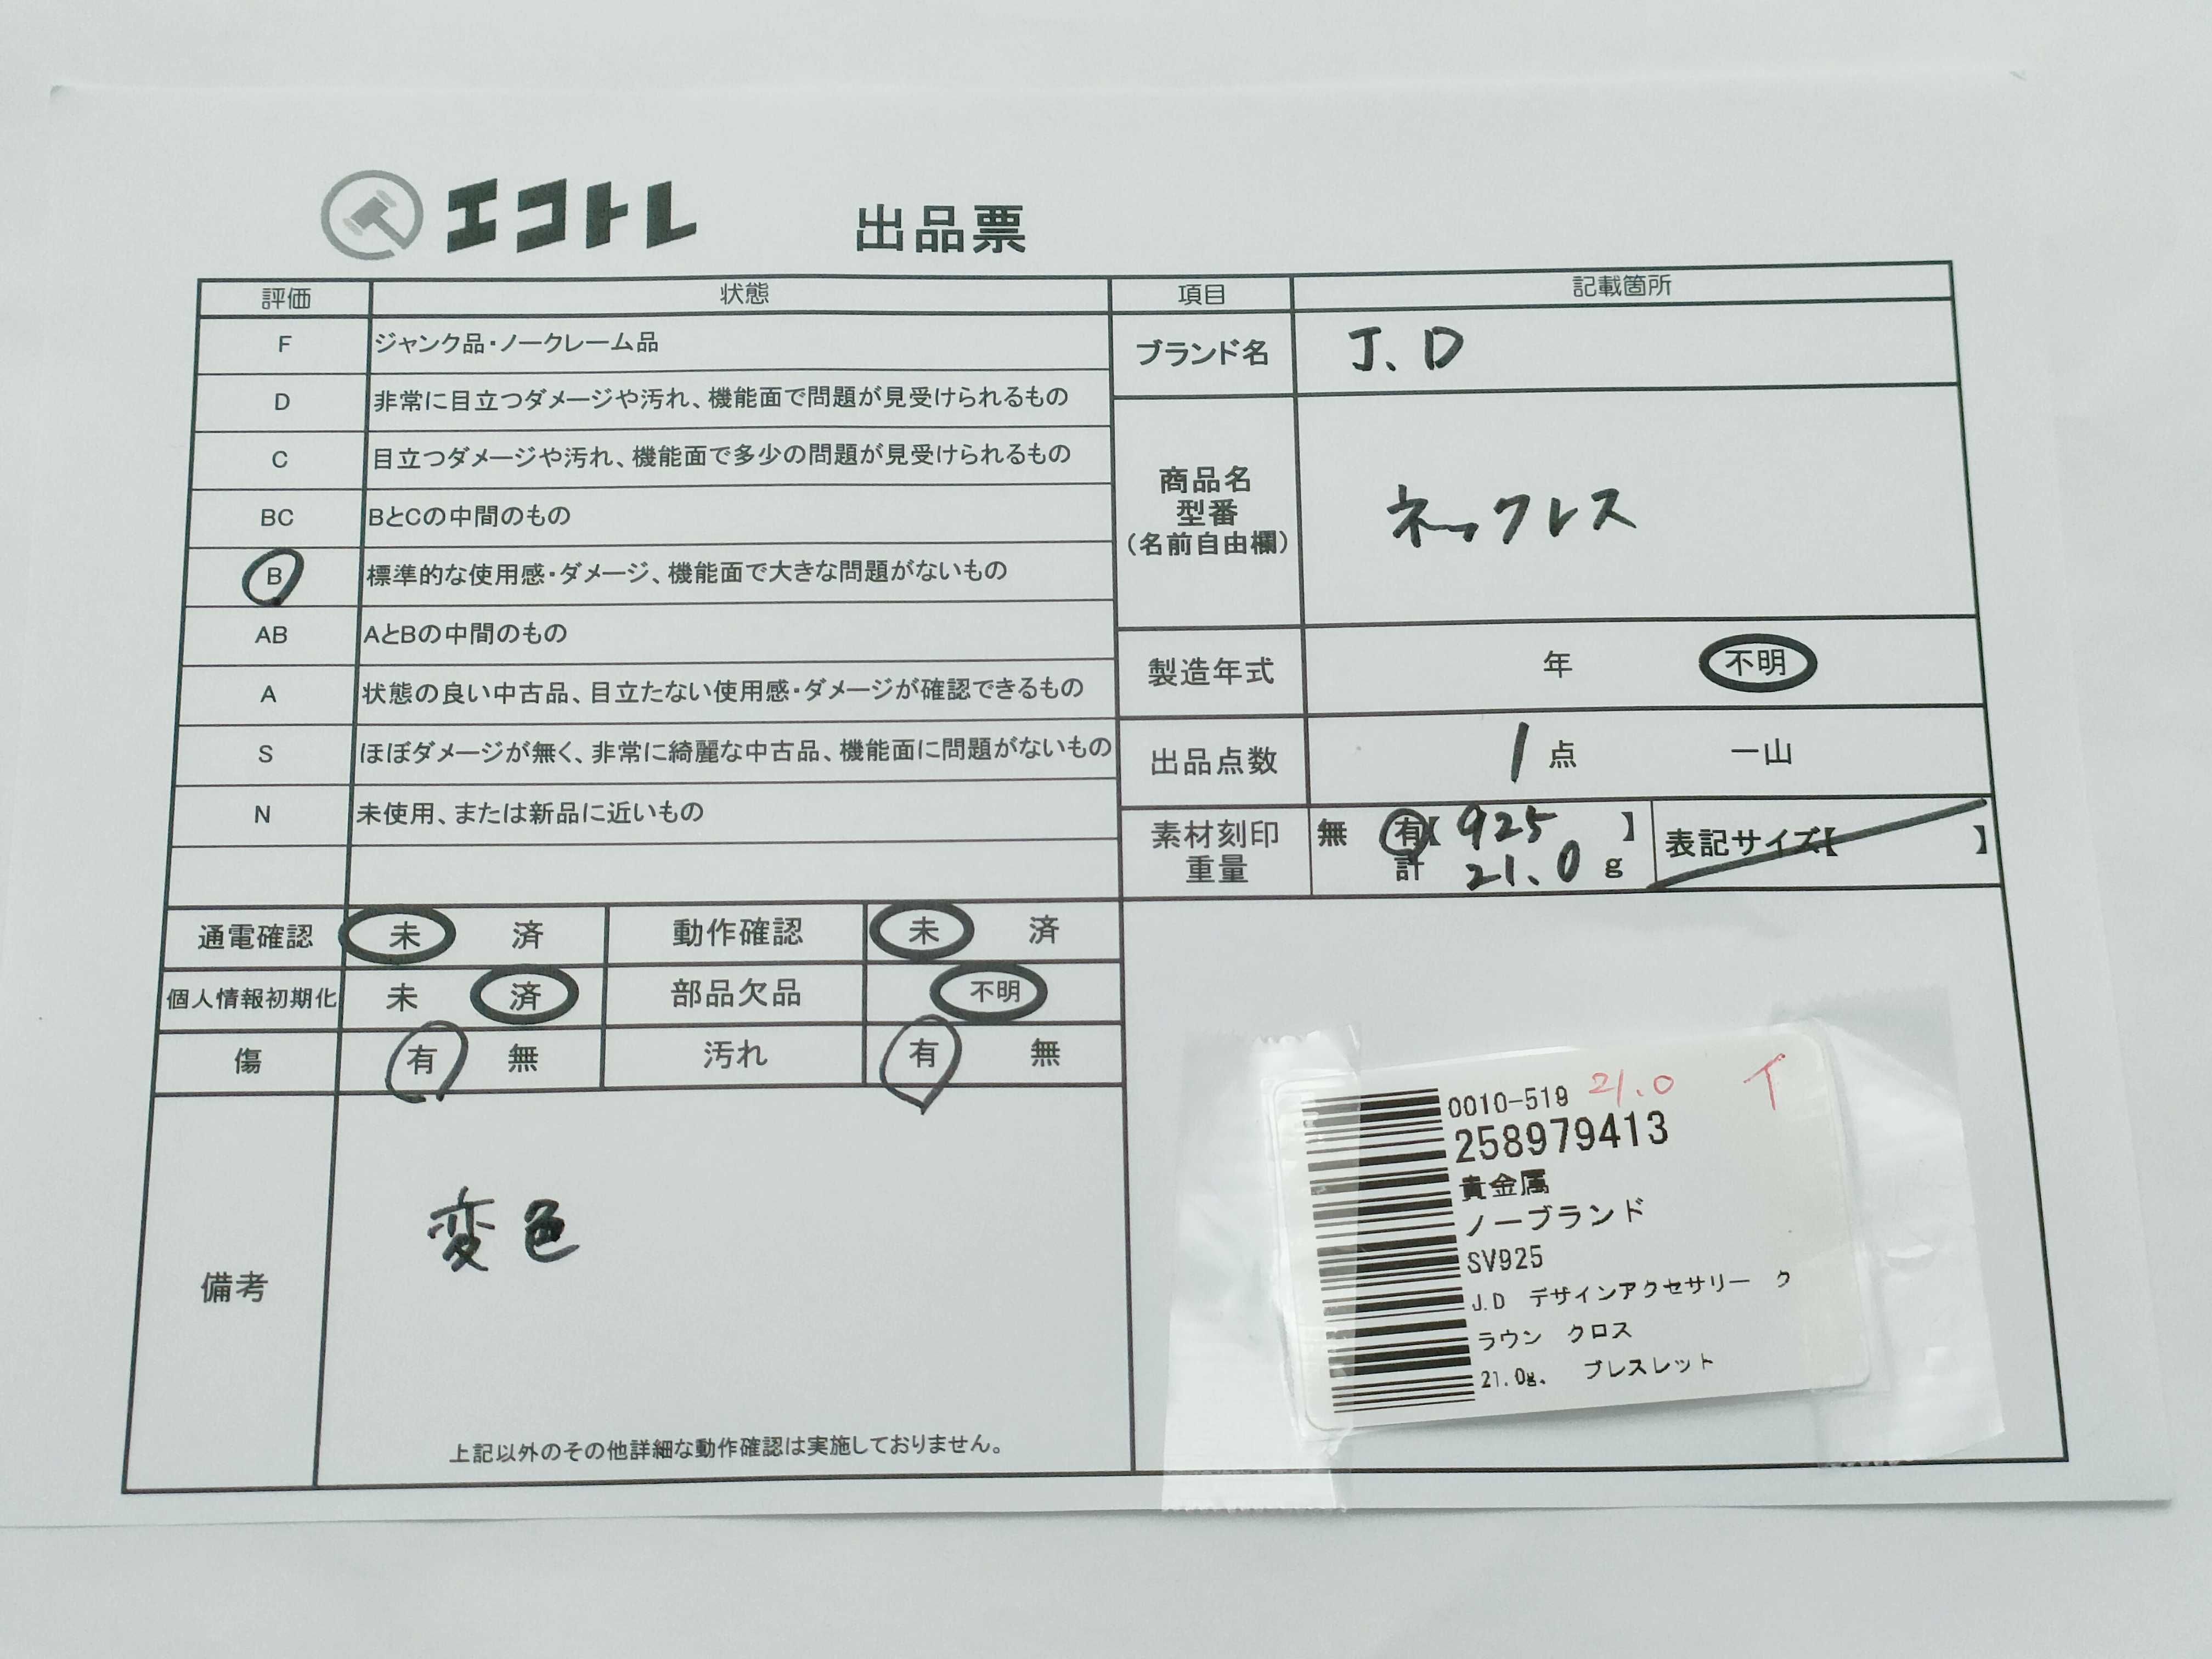 エコトレ 出品票
評価 状態 項目 記載箇所
F ジャンク品・ノークレーム品
D 非常に目立つダメージや汚れ、機能面で問題が見受けられるもの
C 目立つダメージや汚れ、機能面で多少の問題が見受けられるもの
BC BとCの中間のもの
B 標準的な使用感・ダメージ、機能面で大きな問題がないもの
AB AとBの中間のもの
A 状態の良い中古品、目立たない使用感・ダメージが確認できるもの
S ほぼダメージが無く、非常に綺麗な中古品、機能面に問題がないもの
N 未使用、または新品に近いもの
ブランド名 J.D
商品名
型番
(名前自由欄)
ネックレス
製造年式 年 不明
出品点数 1 点 一山
素材刻印
重量
無 有【 925 】
計 21.0 g
表記サイズ【 】
通電確認 未 済 動作確認 未 済
個人情報初期化 未 済 部品欠品 不明
傷 有 無 汚れ 有 無
備考
変色
上記以外のその他詳細な動作確認は実施しておりません。
0010-519 21.0
258979413
貴金属
ノーブランド
SV925
J.D デザインアクセサリー ク
ラウン クロス
21.0g、 ブレスレット